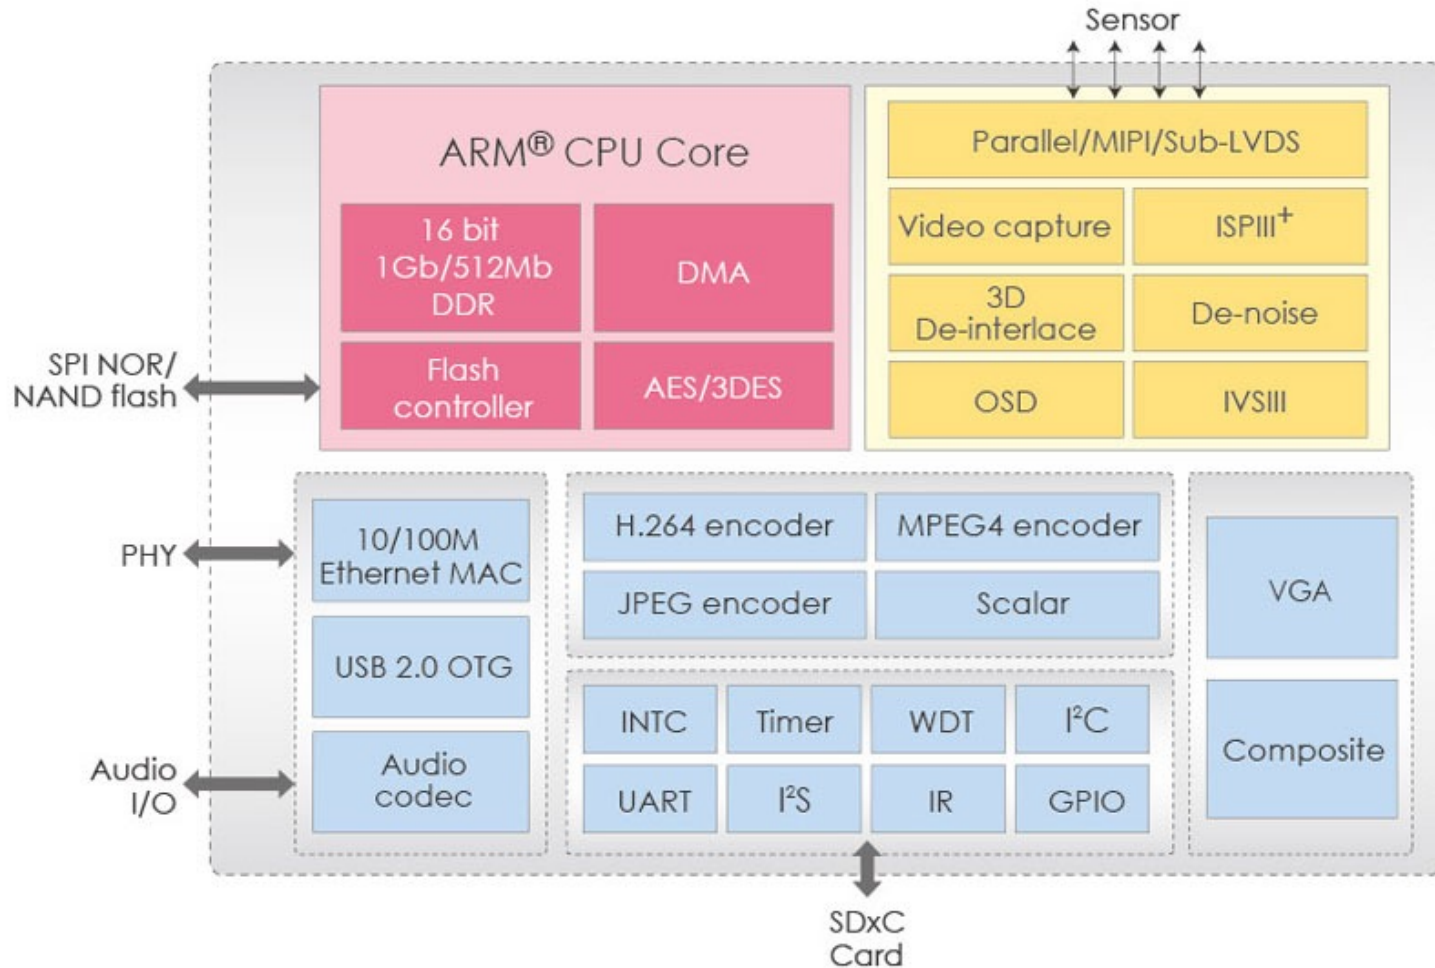 Sensor
ARM® CPU Core
16 bit
1Gb/512Mb
DDR
DMA
Flash
controller
AES/3DES
Parallel/MIPI/Sub-LVDS
Video capture
ISPIII⁺
3D
De-interlace
De-noise
OSD
IVSIII
SPI NOR/
NAND flash
PHY
Audio
I/O
10/100M
Ethernet MAC
USB 2.0 OTG
Audio
codec
H.264 encoder
MPEG4 encoder
JPEG encoder
Scalar
INTC
Timer
WDT
I²C
UART
I²S
IR
GPIO
VGA
Composite
SDxC
Card